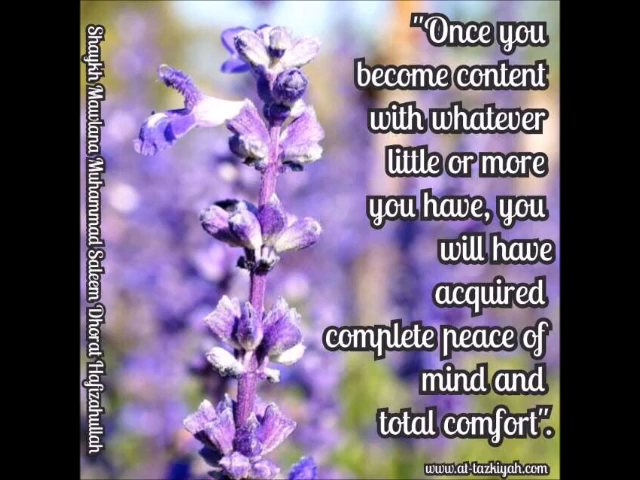 "Once you
become content
with whatever
little or more
you have, you
will have
acquired
complete peace of
mind and
total comfort".
Shaykh Mawlana Muhammad Saleem Dhorat Hafizahullah
www.at-tazkiyah.com